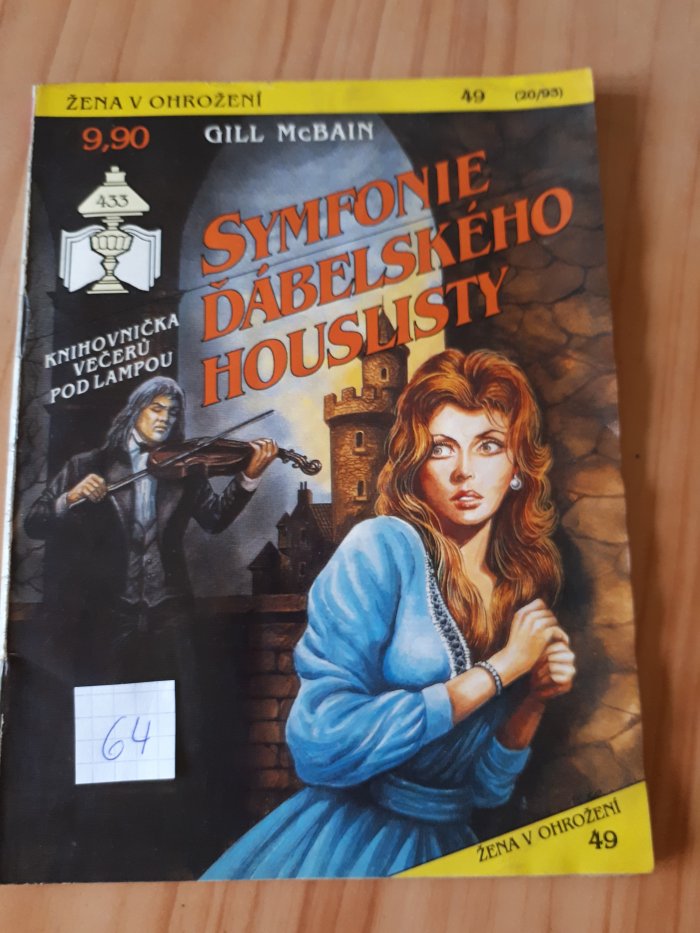 ŽENA V OHROŽENÍ 49 (20/95)
9,90 GILL McBAIN
433
SYMFONIE
ĎÁBELSKÉHO
HOUSLISTY
KNIHOVNIČKA
VEČERŮ
POD LAMPOU
64
ŽENA V OHROŽENÍ
49